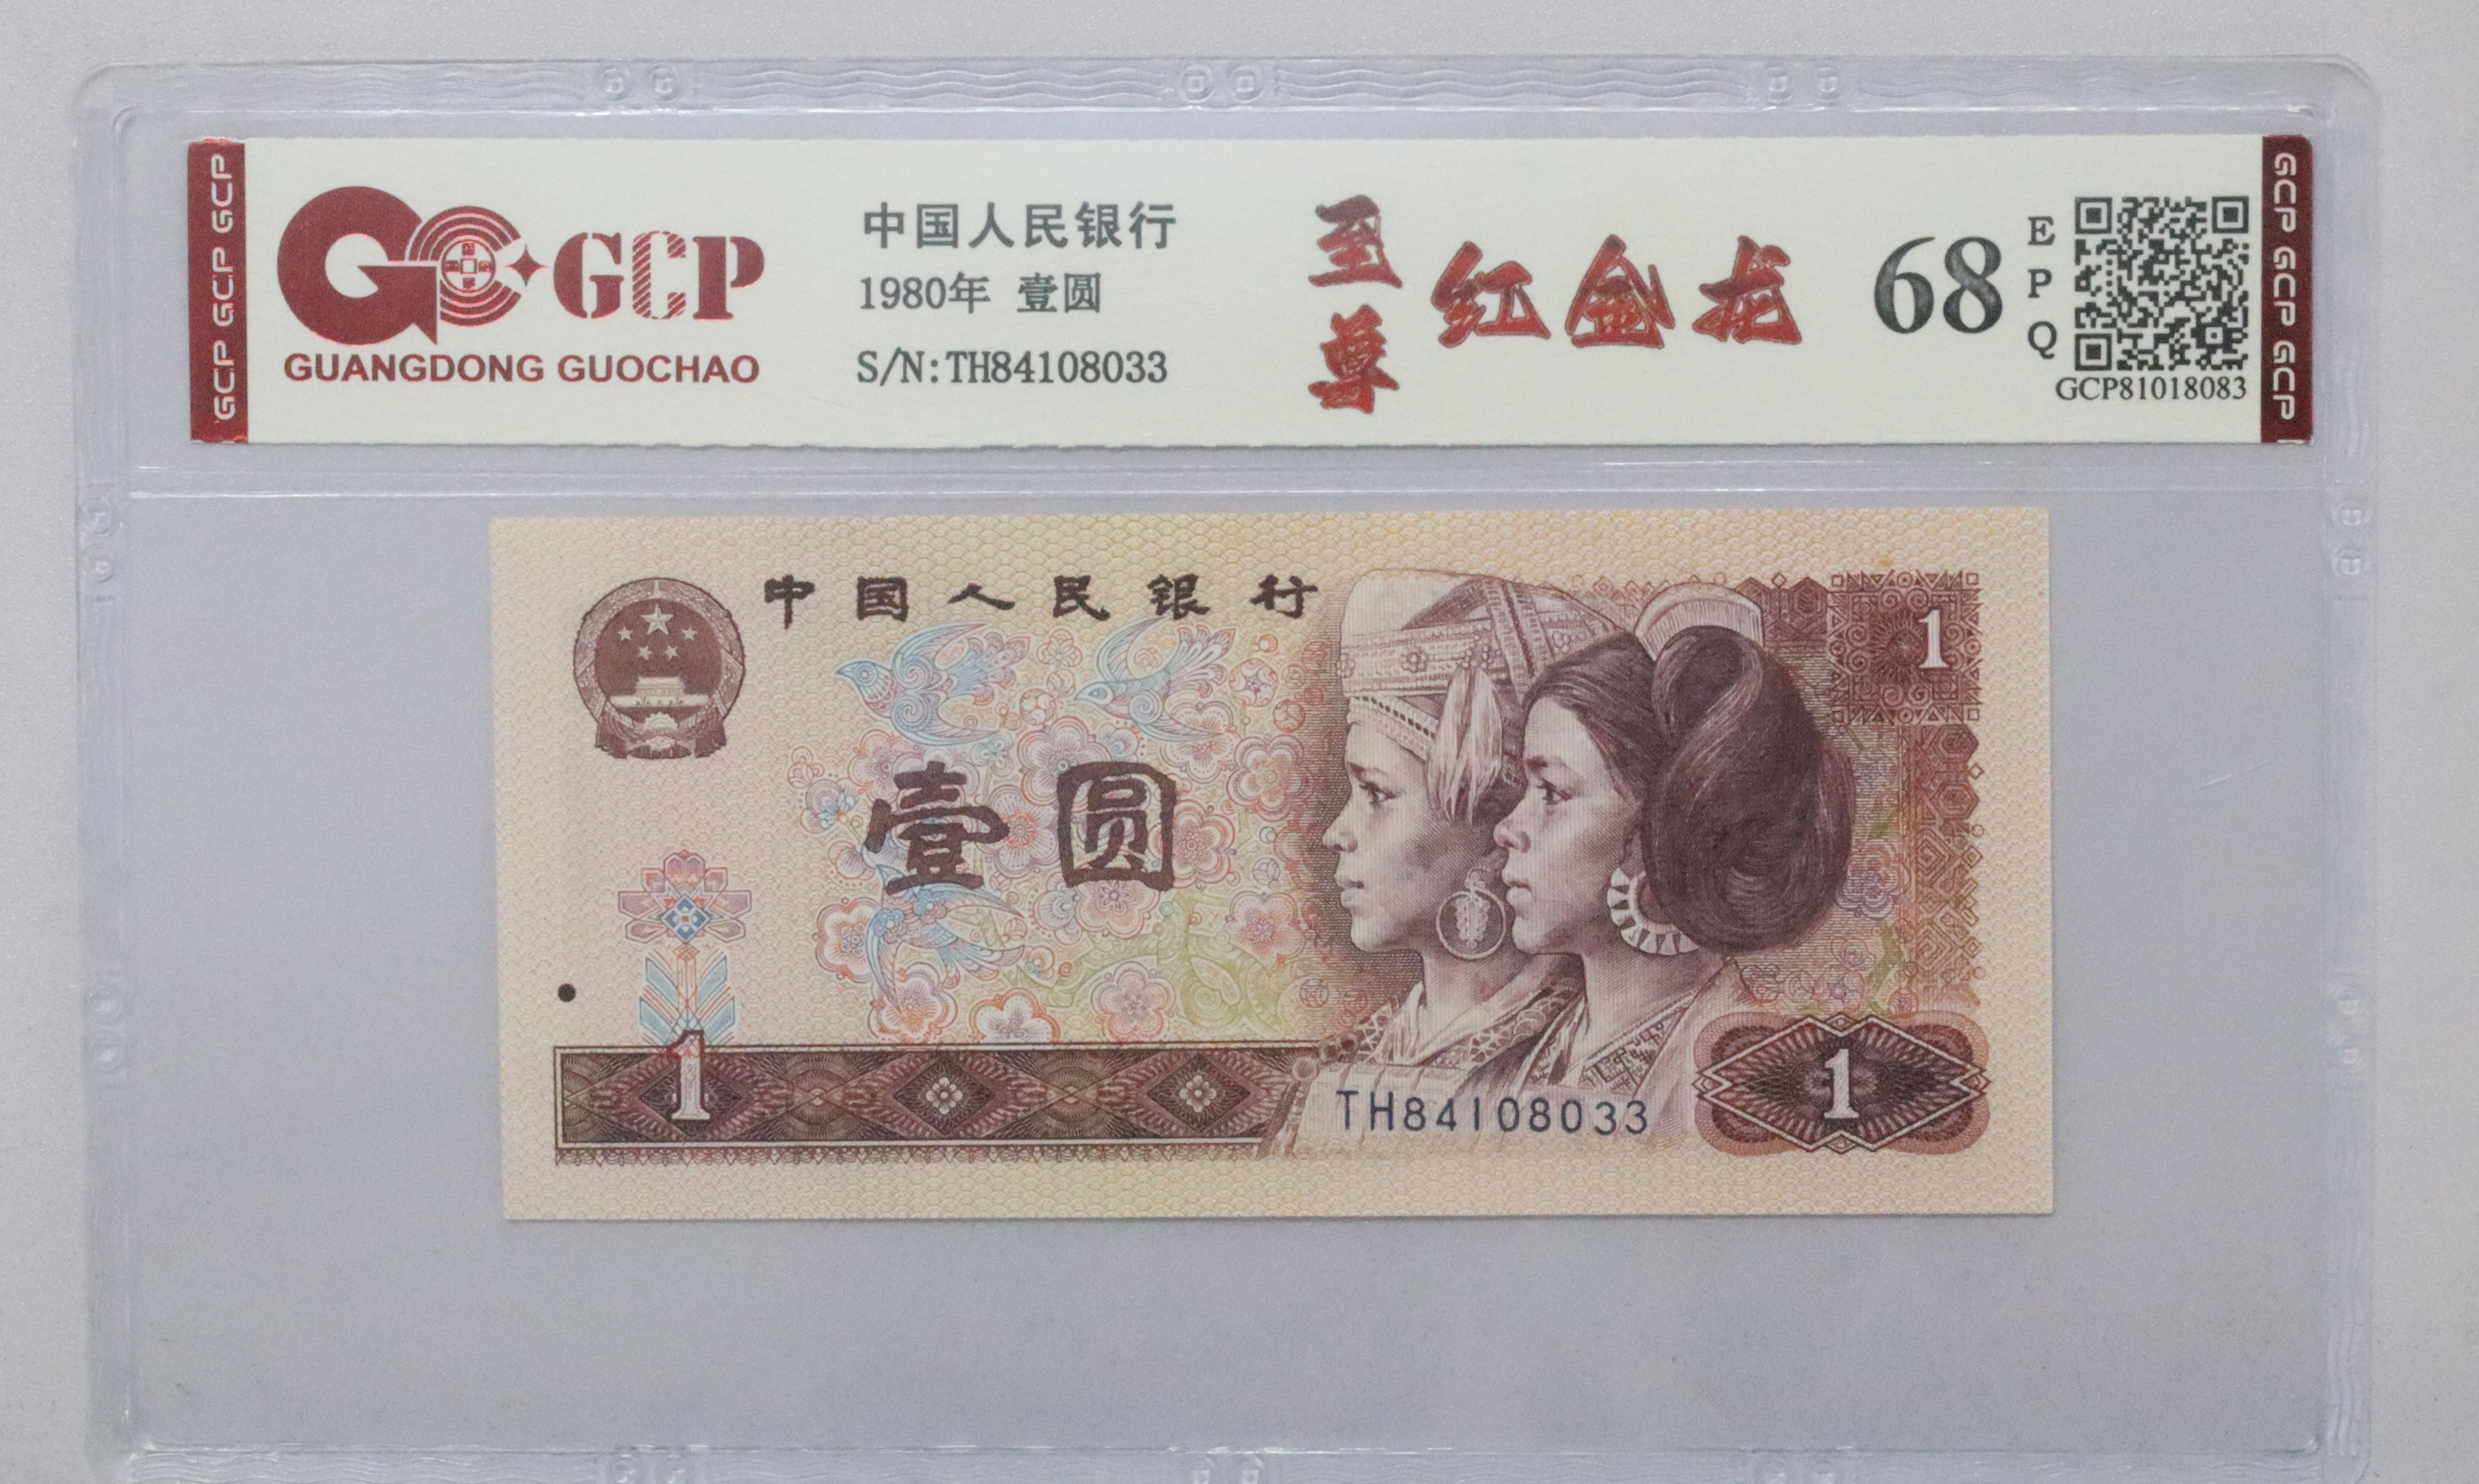 GCP GCP GCP
GCP
GUANGDONG GUOCHAO
中国人民银行
1980年 壹圆
S/N:TH84108033
至尊
红金龙
68
EPQ
GCP81018083
GCP GCP GCP
中国人民银行
1
壹圆
1
TH84108033
1